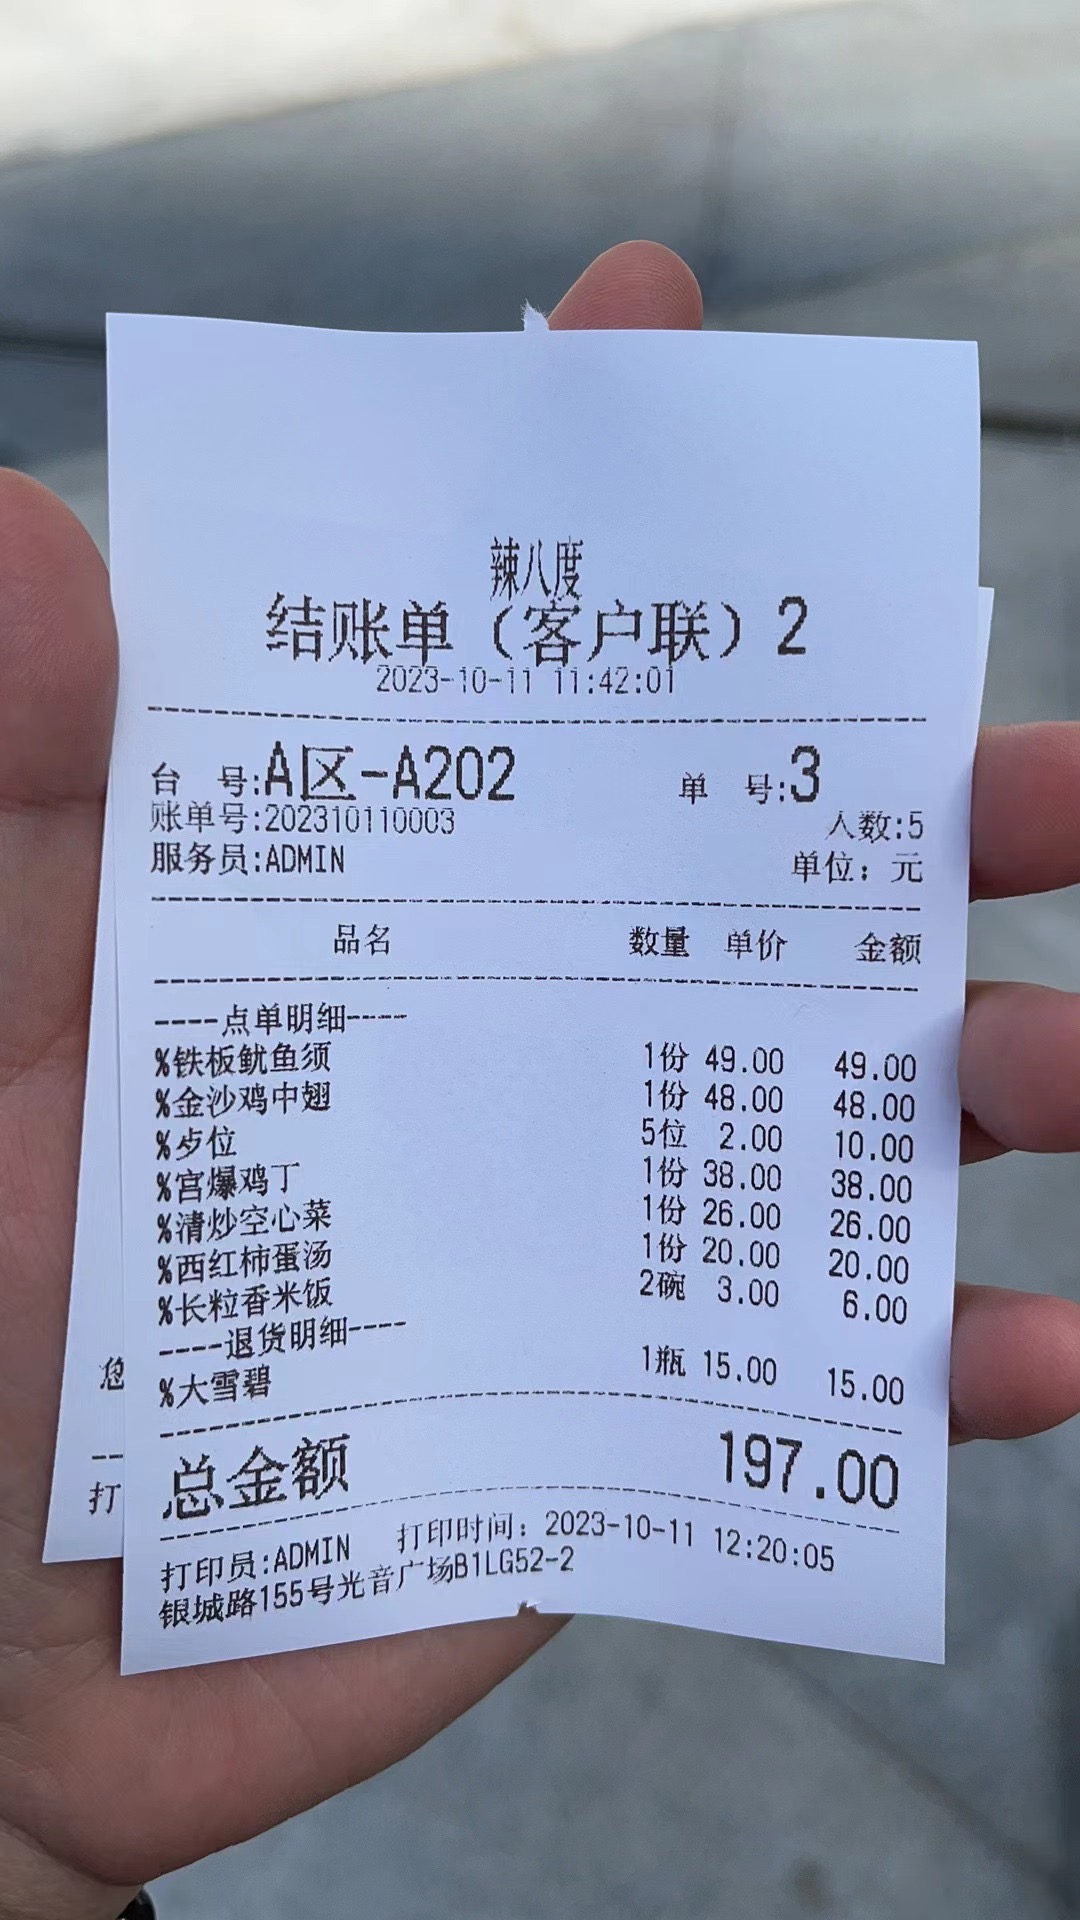 辣八度
结账单（客户联）2
2023-10-11 11:42:01
台 号:A区-A202 单 号:3
账单号:202310110003 人数:5
服务员:ADMIN 单位：元
品名 数量 单价 金额
----点单明细----
%铁板鱿鱼须 1份 49.00 49.00
%金沙鸡中翅 1份 48.00 48.00
%歺位 5位 2.00 10.00
%宫爆鸡丁 1份 38.00 38.00
%清炒空心菜 1份 26.00 26.00
%西红柿蛋汤 1份 20.00 20.00
%长粒香米饭 2碗 3.00 6.00
----退货明细----
%大雪碧 1瓶 15.00 15.00
总金额 197.00
打印员:ADMIN 打印时间：2023-10-11 12:20:05
银城路155号光音广场B1LG52-2
您
打